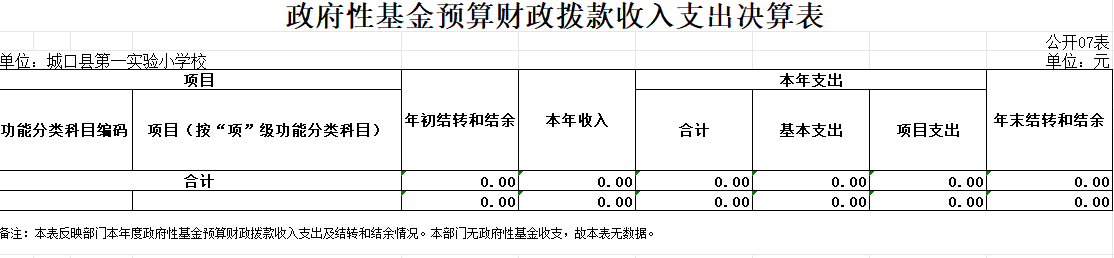 政府性基金预算财政拨款收入支出决算表
公开07表
单位：城口县第一实验小学校 单位：元
项目 年初结转和结余 本年收入 本年支出 年末结转和结余
功能分类科目编码 项目（按“项”级功能分类科目） 合计 基本支出 项目支出
合计 0.00 0.00 0.00 0.00 0.00 0.00
0.00 0.00 0.00 0.00 0.00 0.00
备注：本表反映部门本年度政府性基金预算财政拨款收入支出及结转和结余情况。本部门无政府性基金收支，故本表无数据。